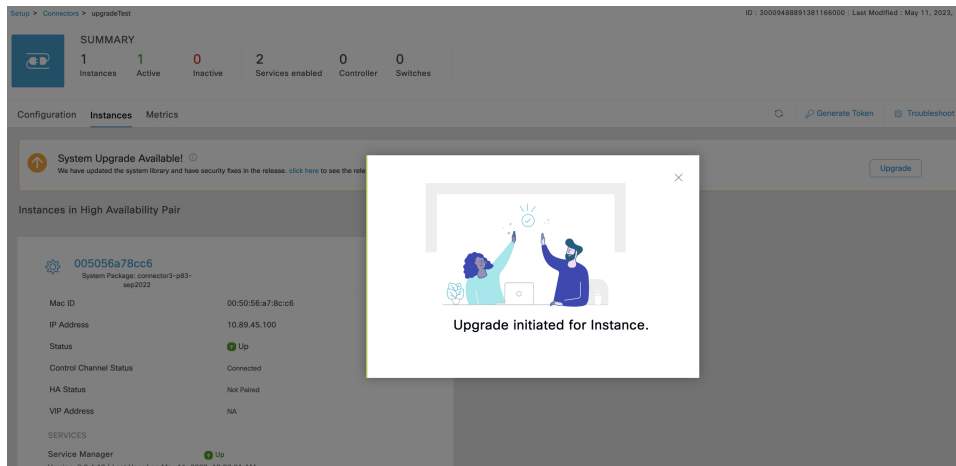 Setup > Connectors > upgradeTest
ID : 30009488891381166000 | Last Modified : May 11, 2023,
SUMMARY
1 1 0 2 0 0
Instances Active Inactive Services enabled Controller Switches
Configuration Instances Metrics
Generate Token Troubleshoot
System Upgrade Available!
We have updated the system library and have security fixes in the release. click here to see the rele
Upgrade
Instances in High Availability Pair
Upgrade initiated for Instance.
005056a78cc6
System Package: connector3-p83-
sep2022
Mac ID 00:50:56:a7:8c:c6
IP Address 10.89.45.100
Status Up
Control Channel Status Connected
HA Status Not Paired
VIP Address NA
SERVICES
Service Manager Up